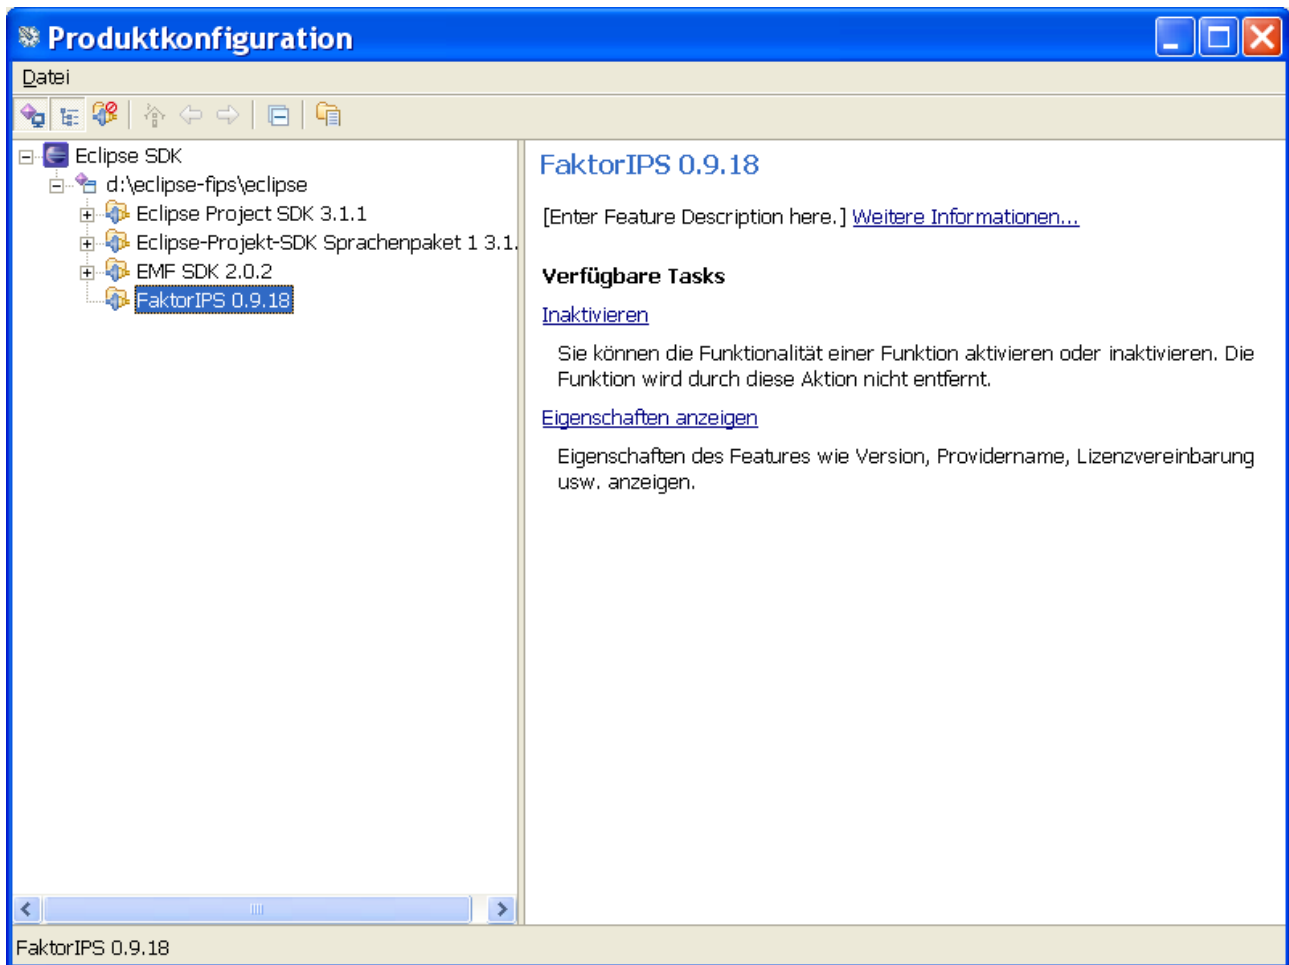 Produktkonfiguration
Datei
Eclipse SDK
d:\eclipse-fips\eclipse
Eclipse Project SDK 3.1.1
Eclipse-Projekt-SDK Sprachenpaket 1 3.1.
EMF SDK 2.0.2
FaktorIPS 0.9.18
FaktorIPS 0.9.18
[Enter Feature Description here.] Weitere Informationen...
Verfügbare Tasks
Inaktivieren
Sie können die Funktionalität einer Funktion aktivieren oder inaktivieren. Die
Funktion wird durch diese Aktion nicht entfernt.
Eigenschaften anzeigen
Eigenschaften des Features wie Version, Providername, Lizenzvereinbarung
usw. anzeigen.
FaktorIPS 0.9.18